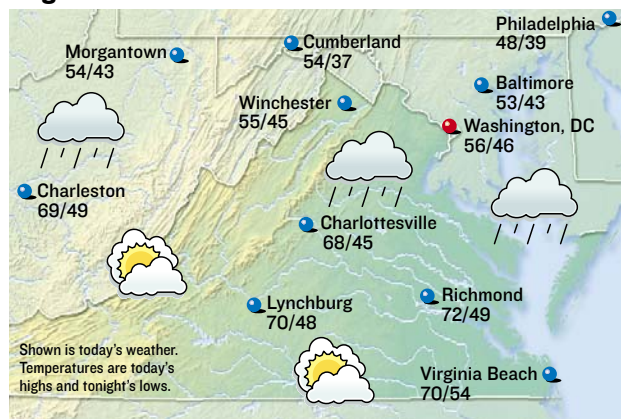 Philadelphia
48/39
Morgantown
54/43
Cumberland
54/37
Baltimore
53/43
Winchester
55/45
Washington, DC
56/46
Charleston
69/49
Charlottesville
68/45
Lynchburg
70/48
Richmond
72/49
Shown is today's weather.
Temperatures are today's
highs and tonight's lows.
Virginia Beach
70/54